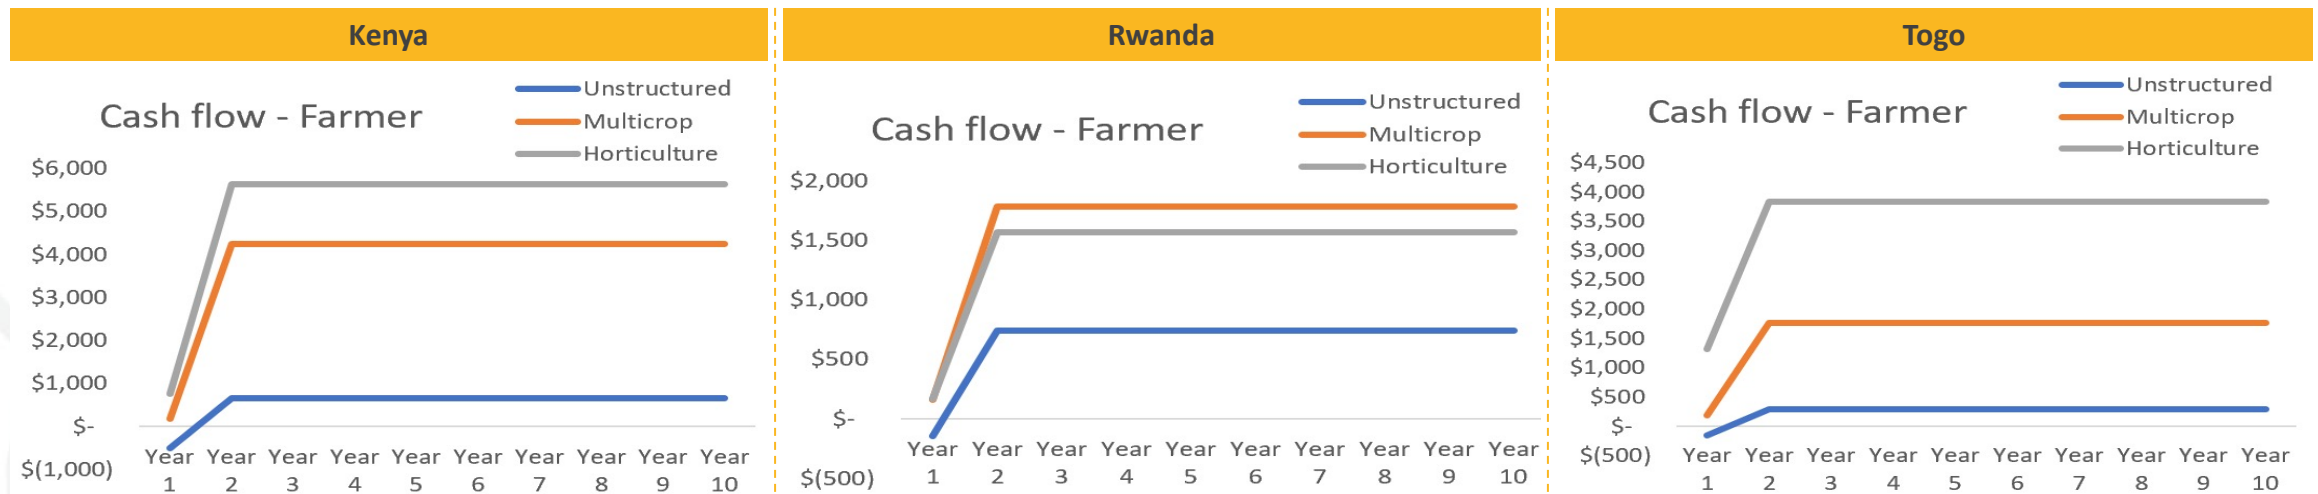 Kenya
Cash flow - Farmer
Unstructured
Multicrop
Horticulture
$6,000
$5,000
$4,000
$3,000
$2,000
$1,000
$-
$(1,000)
Year Year Year Year Year Year Year Year Year Year
1 2 3 4 5 6 7 8 9 10
Rwanda
Cash flow - Farmer
Unstructured
Multicrop
Horticulture
$2,000
$1,500
$1,000
$500
$-
$(500)
Year Year Year Year Year Year Year Year Year Year
1 2 3 4 5 6 7 8 9 10
Togo
Cash flow - Farmer
Unstructured
Multicrop
Horticulture
$4,500
$4,000
$3,500
$3,000
$2,500
$2,000
$1,500
$1,000
$500
$-
$(500)
Year Year Year Year Year Year Year Year Year Year
1 2 3 4 5 6 7 8 9 10